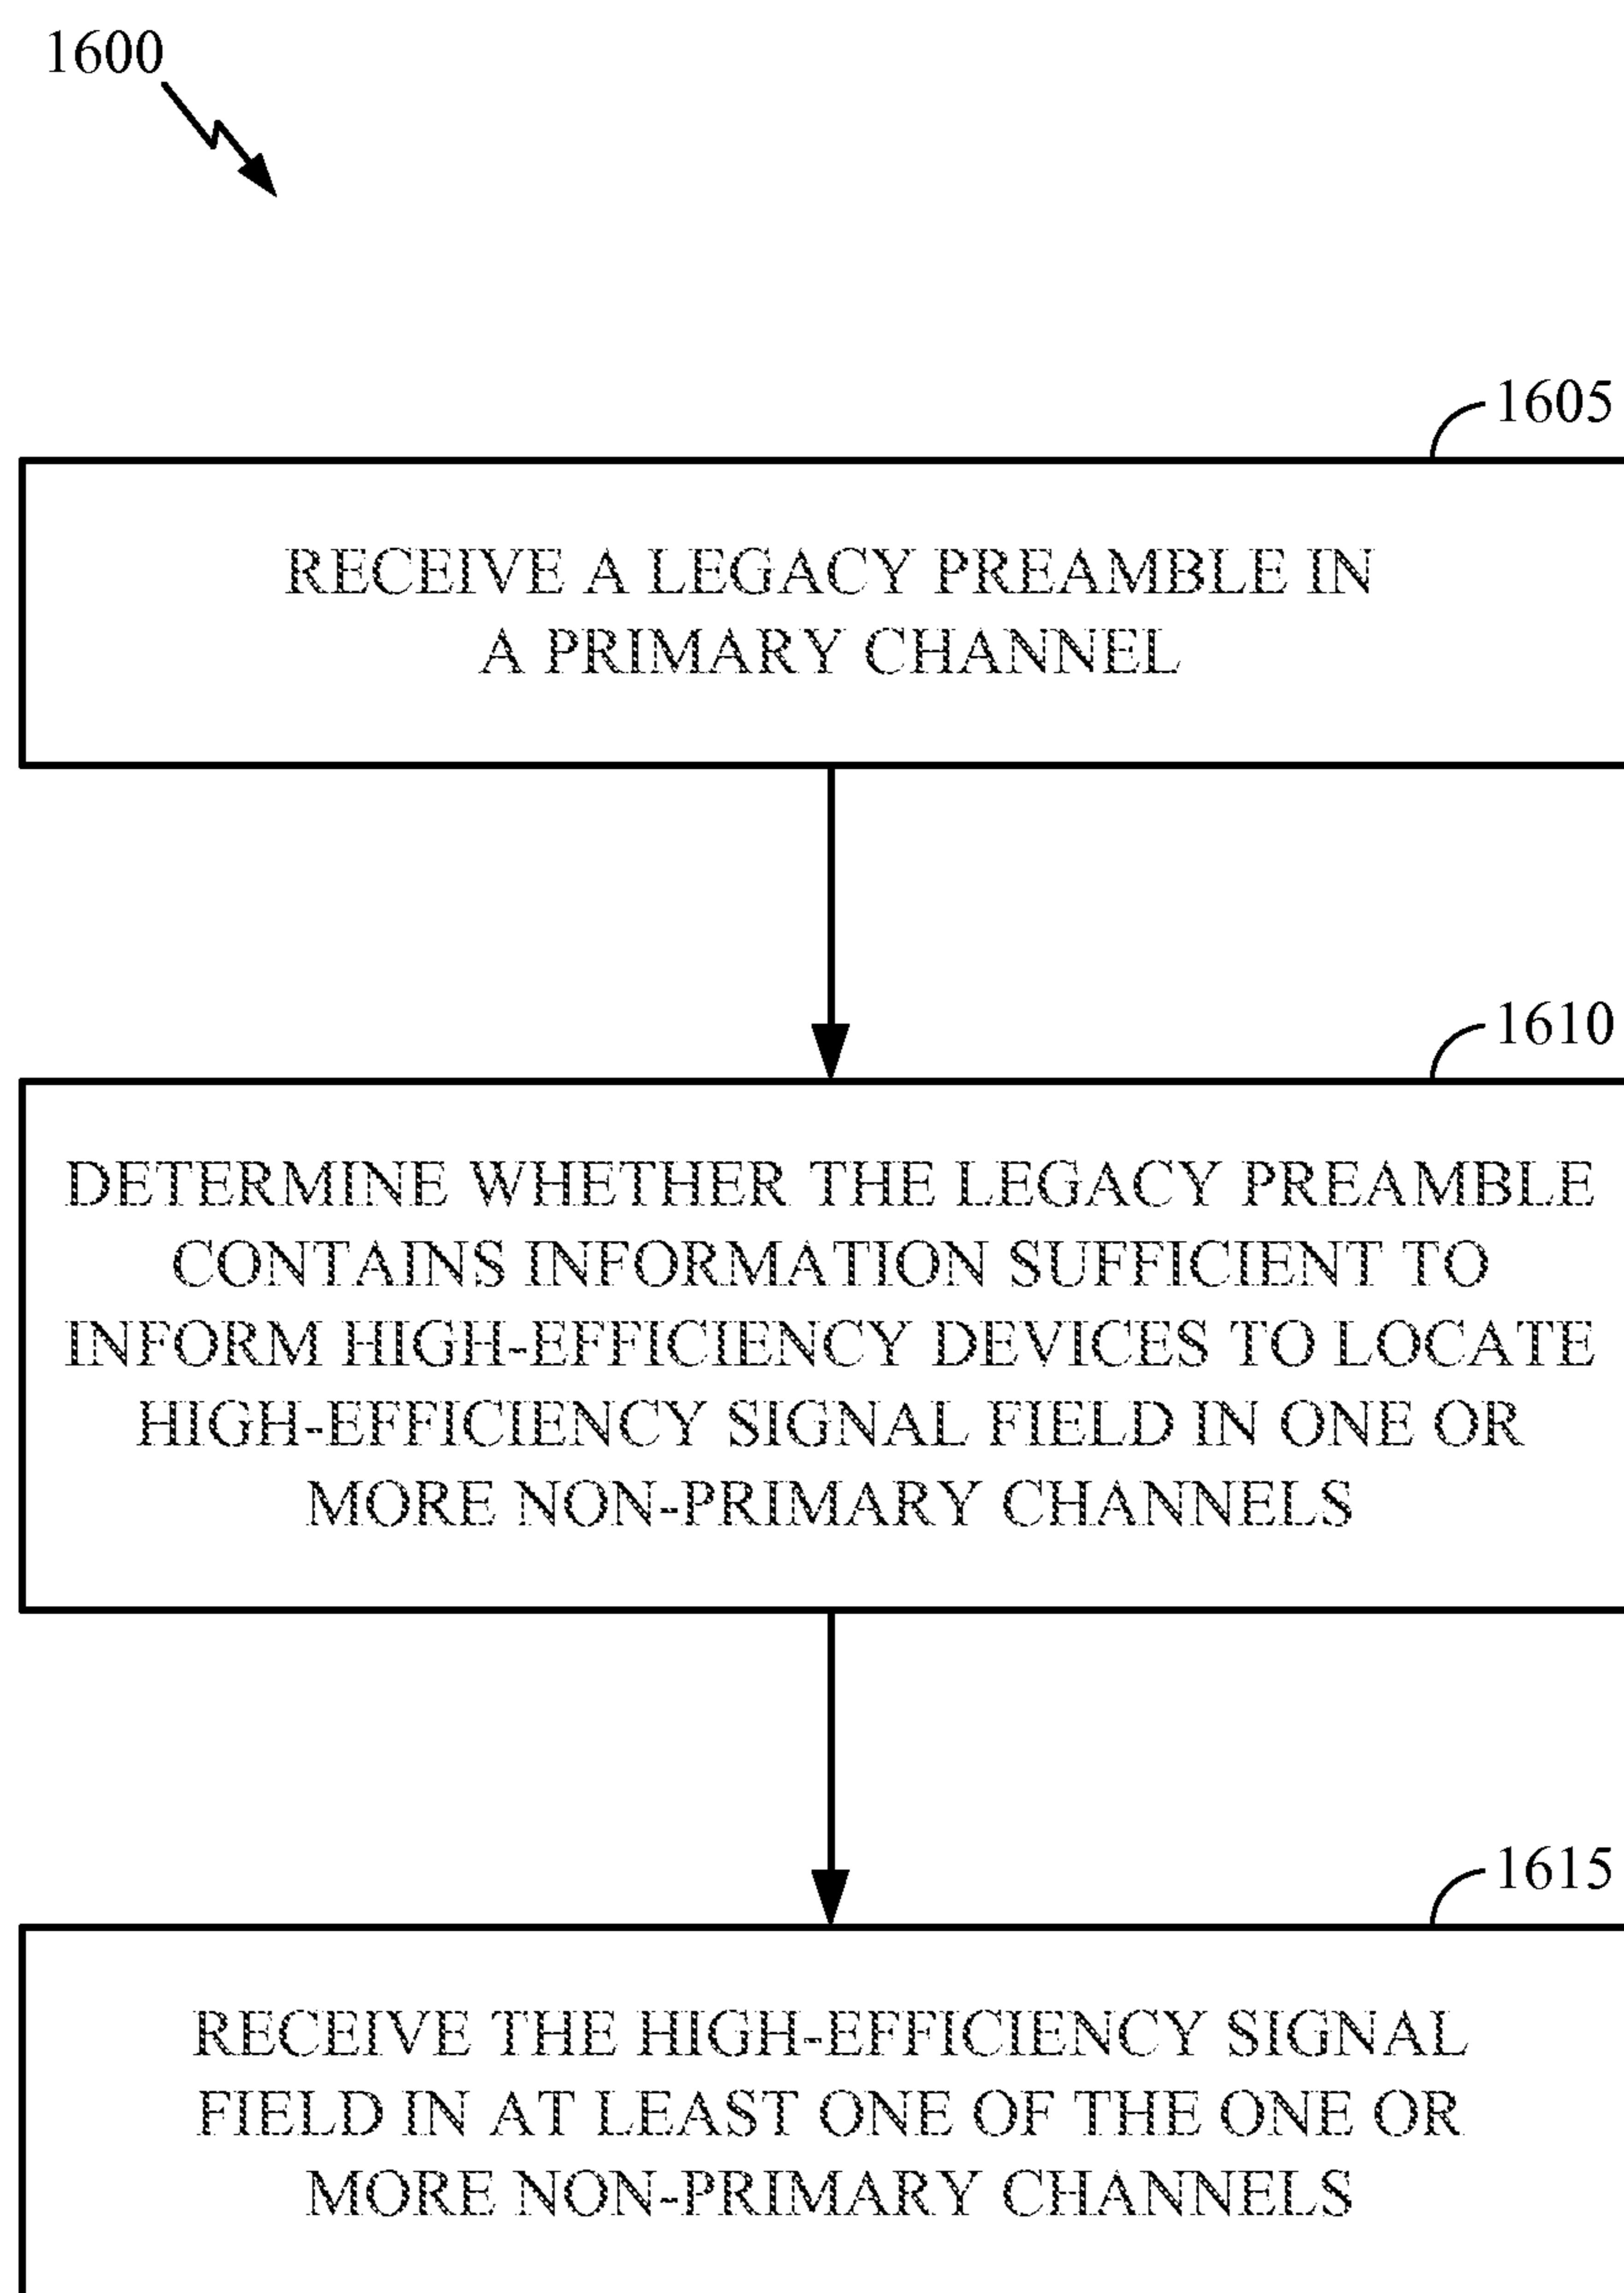 1600
1605
RECEIVE A LEGACY PREAMBLE IN
A PRIMARY CHANNEL
1610
DETERMINE WHETHER THE LEGACY PREAMBLE
CONTAINS INFORMATION SUFFICIENT TO
INFORM HIGH-EFFICIENCY DEVICES TO LOCATE
HIGH-EFFICIENCY SIGNAL FIELD IN ONE OR
MORE NON-PRIMARY CHANNELS
1615
RECEIVE THE HIGH-EFFICIENCY SIGNAL
FIELD IN AT LEAST ONE OF THE ONE OR
MORE NON-PRIMARY CHANNELS